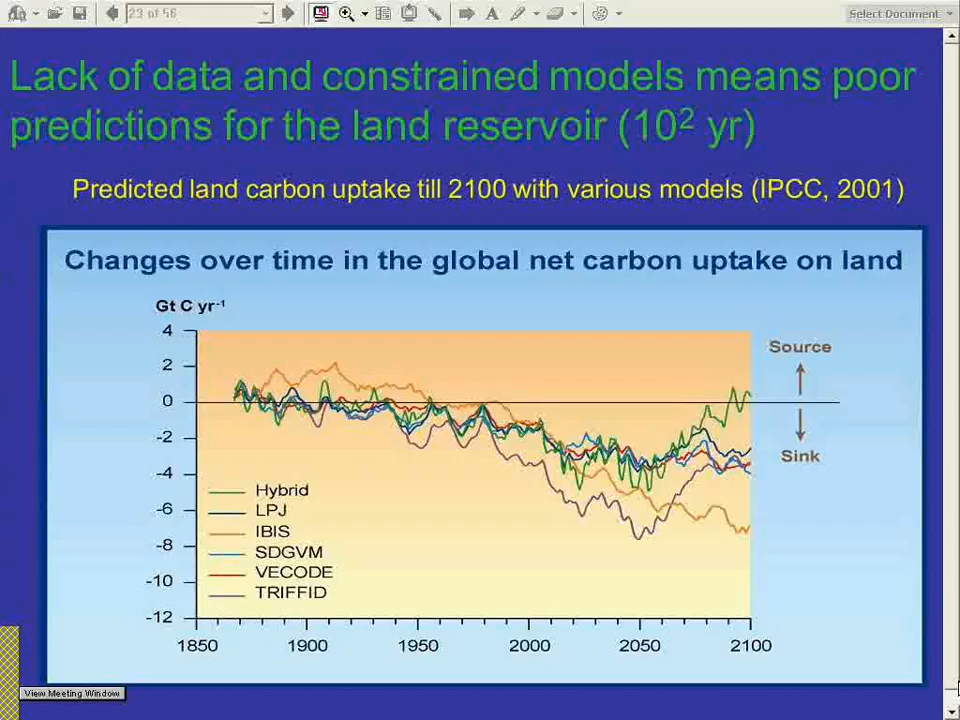 23 of 56
Select Document
Lack of data and constrained models means poor
predictions for the land reservoir (10² yr)
Predicted land carbon uptake till 2100 with various models (IPCC, 2001)
Changes over time in the global net carbon uptake on land
Gt C yr⁻¹
4
2
0
-2
-4
-6
-8
-10
-12
Source
Sink
Hybrid
LPJ
IBIS
SDGVM
VECODE
TRIFFID
1850 1900 1950 2000 2050 2100
View Meeting Window